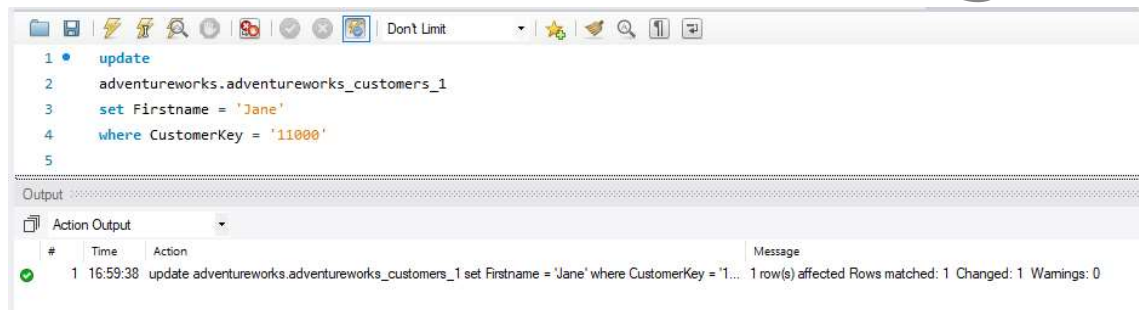 Don't Limit
1 update
2 adventureworks.adventureworks_customers_1
3 set Firstname = 'Jane'
4 where CustomerKey = '11000'
5
Output
Action Output
# Time Action Message
1 16:59:38 update adventureworks.adventureworks_customers_1 set Firstname = 'Jane' where CustomerKey = '1... 1 row(s) affected Rows matched: 1 Changed: 1 Warnings: 0